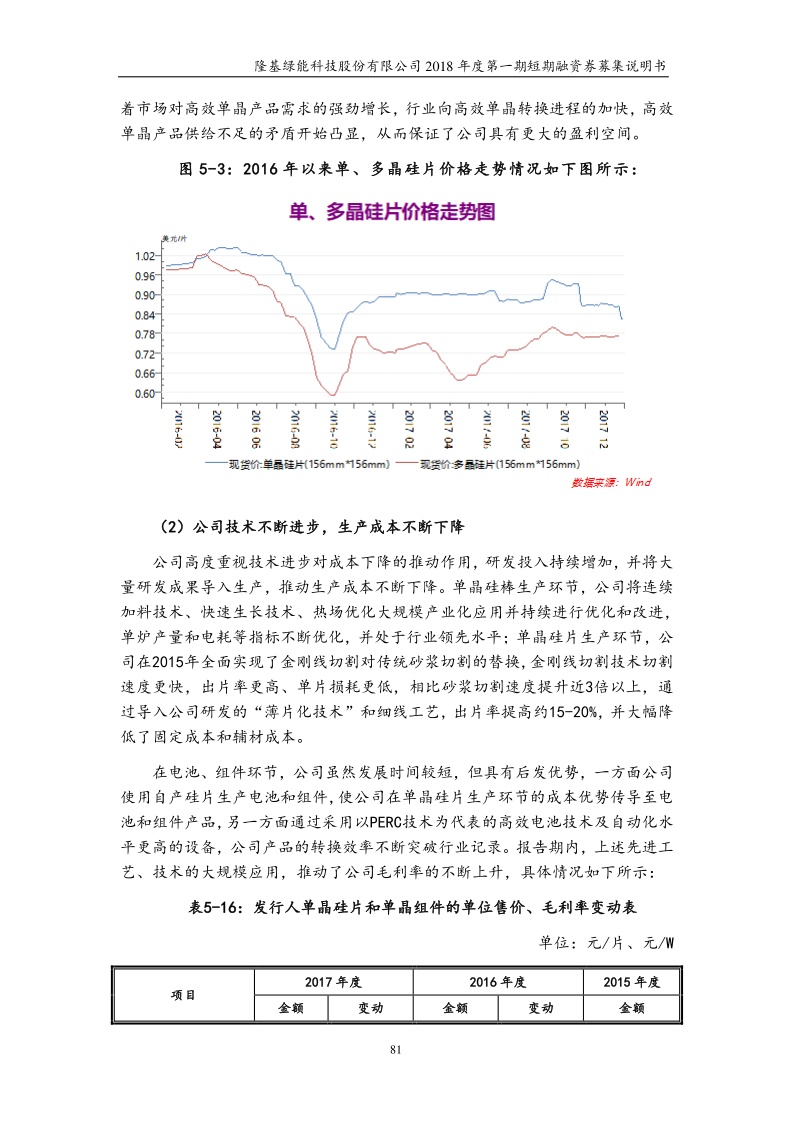 隆基绿能科技股份有限公司 2018 年度第一期短期融资券募集说明书
着市场对高效单晶产品需求的强劲增长，行业向高效单晶转换进程的加快，高效
单晶产品供给不足的矛盾开始凸显，从而保证了公司具有更大的盈利空间。
图 5-3：2016 年以来单、多晶硅片价格走势情况如下图所示：
单、多晶硅片价格走势图
美元/片
1.02
0.96
0.90
0.84
0.78
0.72
0.66
0.60
2016-02 2016-04 2016 06 2016-08 2016-10 2016-12 2017 02 2017 04 2017-06 2017-08 2017 10 2017 12
现货价:单晶硅片(156mm*156mm) 现货价:多晶硅片(156mm*156mm)
数据来源：Wind
（2）公司技术不断进步，生产成本不断下降
公司高度重视技术进步对成本下降的推动作用，研发投入持续增加，并将大
量研发成果导入生产，推动生产成本不断下降。单晶硅棒生产环节，公司将连续
加料技术、快速生长技术、热场优化大规模产业化应用并持续进行优化和改进，
单炉产量和电耗等指标不断优化，并处于行业领先水平；单晶硅片生产环节，公
司在2015年全面实现了金刚线切割对传统砂浆切割的替换，金刚线切割技术切割
速度更快，出片率更高、单片损耗更低，相比砂浆切割速度提升近3倍以上，通
过导入公司研发的“薄片化技术”和细线工艺，出片率提高约15-20%，并大幅降
低了固定成本和辅材成本。
在电池、组件环节，公司虽然发展时间较短，但具有后发优势，一方面公司
使用自产硅片生产电池和组件，使公司在单晶硅片生产环节的成本优势传导至电
池和组件产品，另一方面通过采用以PERC技术为代表的高效电池技术及自动化水
平更高的设备，公司产品的转换效率不断突破行业记录。报告期内，上述先进工
艺、技术的大规模应用，推动了公司毛利率的不断上升，具体情况如下所示：
表5-16：发行人单晶硅片和单晶组件的单位售价、毛利率变动表
单位：元/片、元/W
项目 2017 年度 2016 年度 2015 年度
金额 变动 金额 变动 金额
81